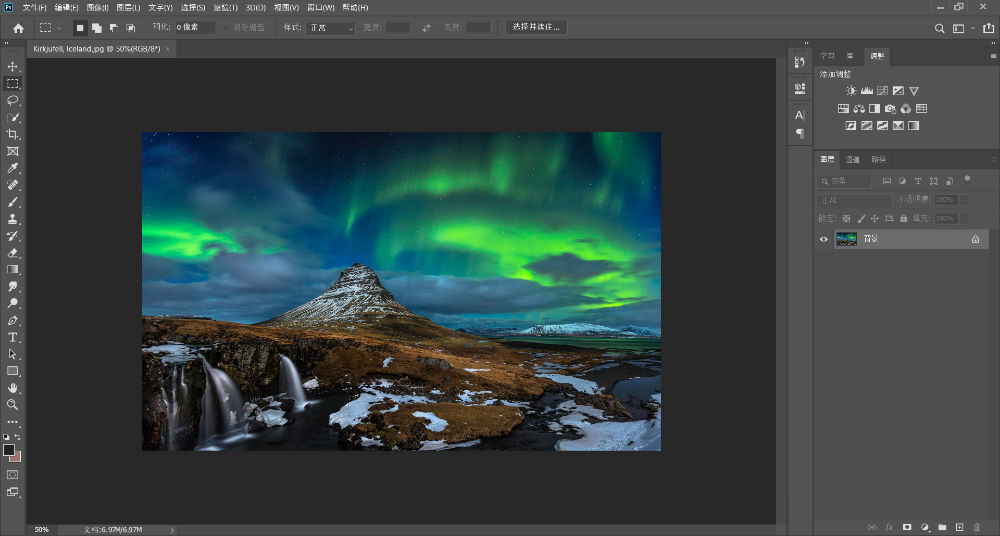 Ps 文件(F) 编辑(E) 图像(I) 图层(L) 文字(Y) 选择(S) 滤镜(T) 3D(D) 视图(V) 窗口(W) 帮助(H)
羽化: 0 像素 消除锯齿 样式: 正常 宽度: 高度: 选择并遮住...
Kirkjufell, Iceland.jpg @ 50%(RGB/8*) ×
学习 库 调整
添加调整
图层 通道 路径
类型
正常 不透明度: 100%
锁定: 填充: 100%
背景
50% 文档:6.97M/6.97M